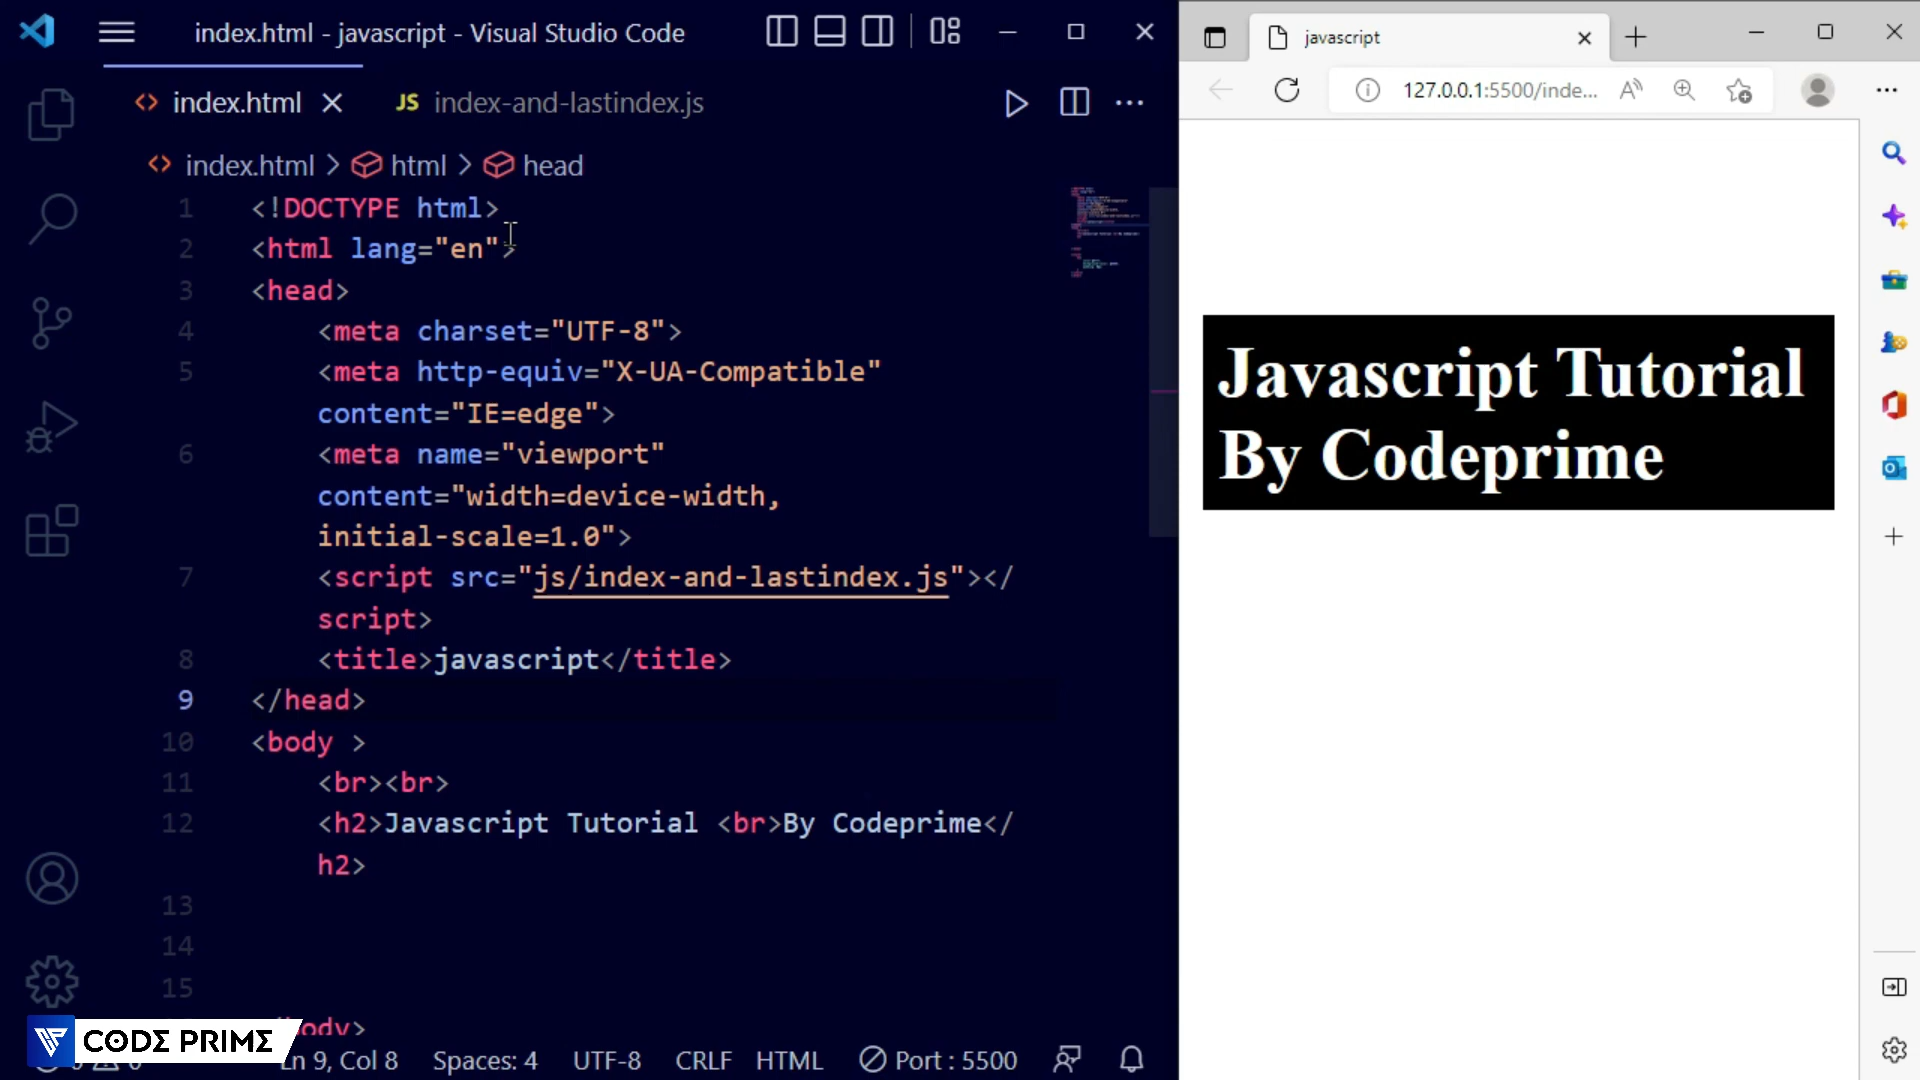 index.html - javascript - Visual Studio Code
index.html
JS index-and-lastindex.js
index.html > html > head
1 <!DOCTYPE html>
2 <html lang="en">
3 <head>
4 <meta charset="UTF-8">
5 <meta http-equiv="X-UA-Compatible"
content="IE=edge">
6 <meta name="viewport"
content="width=device-width,
initial-scale=1.0">
7 <script src="js/index-and-lastindex.js"></
script>
8 <title>javascript</title>
9 </head>
10 <body >
11 <br><br>
12 <h2>Javascript Tutorial <br>By Codeprime</
h2>
13
14
15
body>
CODE PRIME
Ln 9, Col 8 Spaces: 4 UTF-8 CRLF HTML Port : 5500
javascript
127.0.0.1:5500/inde...
Javascript Tutorial
By Codeprime